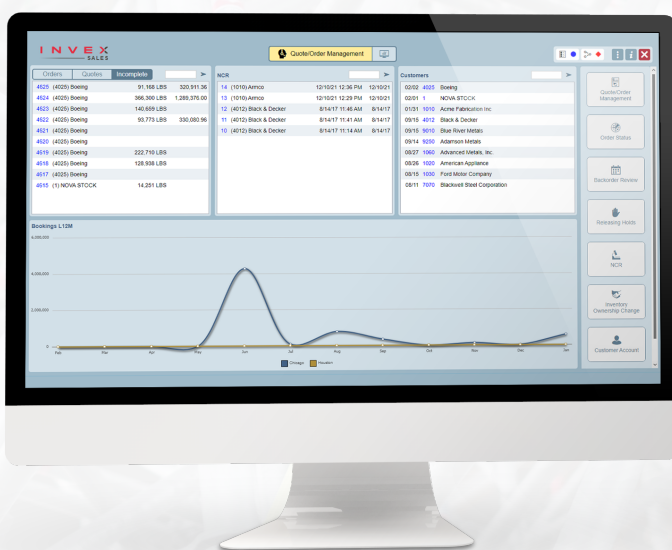 INVEX
SALES
Quote/Order Management
Orders Quotes Incomplete
4525 (4025) Boeing 91,168 LBS 320,911.36
4524 (4025) Boeing 366,300 LBS 1,289,376.00
4523 (4025) Boeing 140,659 LBS
4522 (4025) Boeing 93,773 LBS 330,080.96
4521 (4025) Boeing
4520 (4025) Boeing
4519 (4025) Boeing 222,710 LBS
4518 (4025) Boeing 128,938 LBS
4517 (4025) Boeing
4515 (1) NOVA STOCK 14,251 LBS
NCR
14 (1010) Armco 12/10/21 12:36 PM 12/10/21
13 (1010) Armco 12/10/21 12:29 PM 12/10/21
12 (4012) Black & Decker 8/14/17 11:46 AM 8/14/17
11 (4012) Black & Decker 8/14/17 11:41 AM 8/14/17
10 (4012) Black & Decker 8/14/17 11:14 AM 8/14/17
Customers
02/02 4025 Boeing
02/01 1 NOVA STOCK
01/31 1010 Acme Fabrication Inc
09/15 4012 Black & Decker
09/15 5010 Blue River Metals
09/14 9250 Adamson Metals
08/27 1060 Advanced Metals, Inc.
08/26 1020 American Appliance
08/15 1030 Ford Motor Company
08/11 7070 Blackwell Steel Corporation
Quote/Order
Management
Order Status
Backorder Review
Releasing Holds
NCR
Inventory
Ownership Change
Customer Account
Bookings L12M
6,000,000
4,000,000
2,000,000
0
Feb Mar Apr May Jun Jul Aug Sep Oct Nov Dec Jan
Chicago Houston